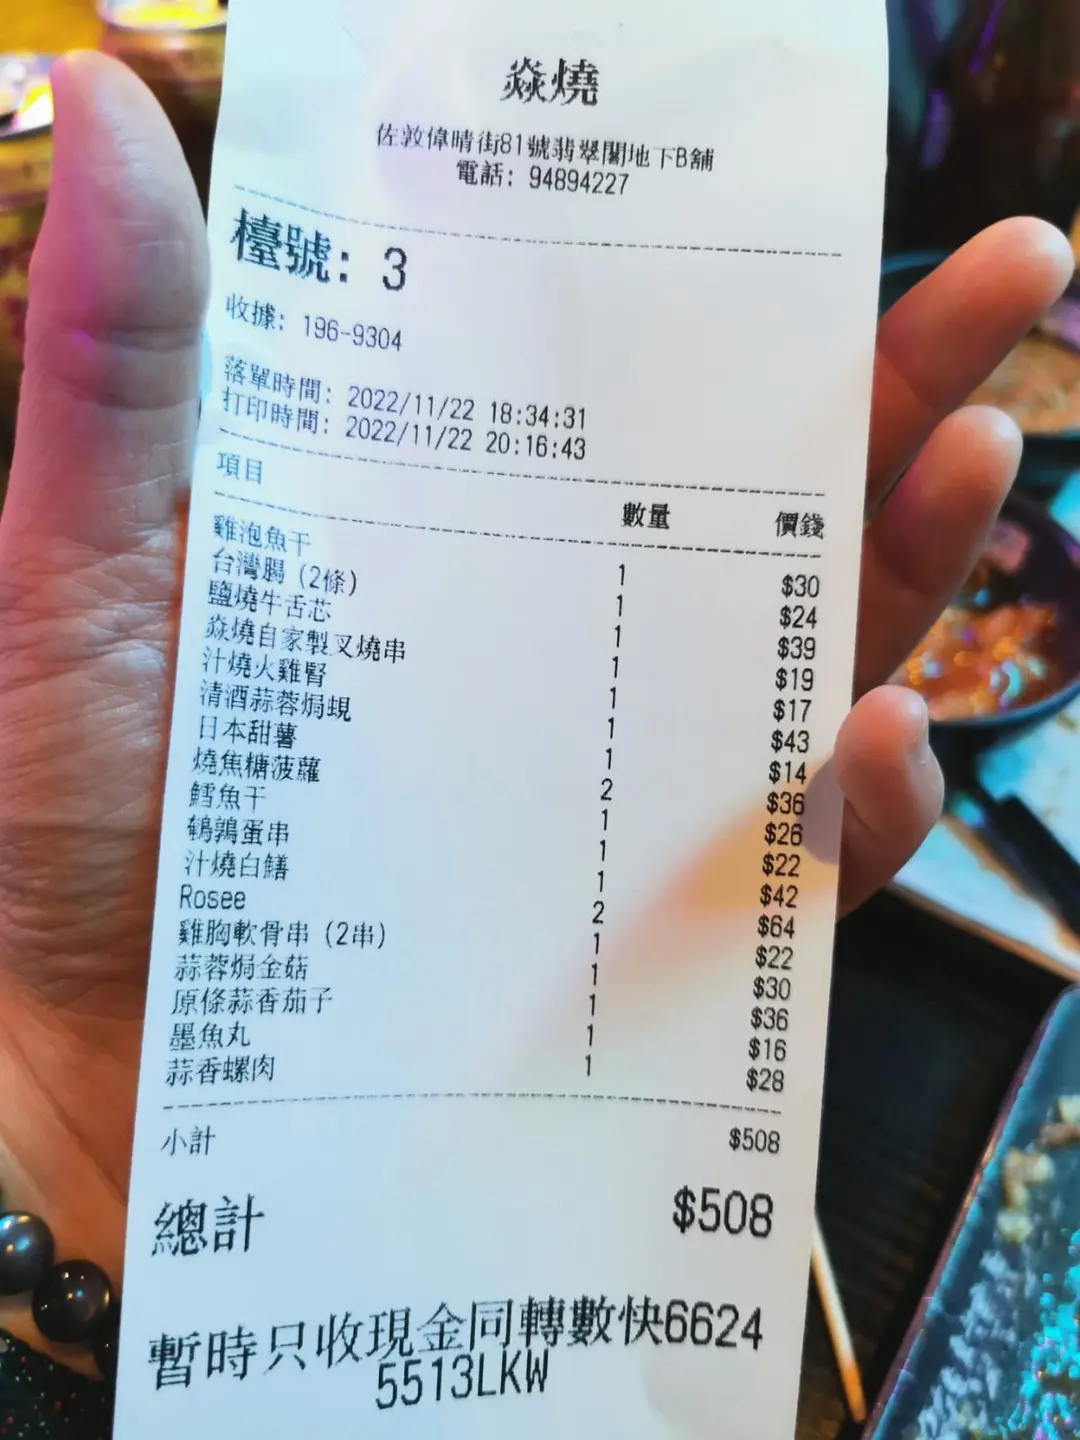 焱燒
佐敦偉晴街81號翡翠閣地下B舖
電話: 94894227
檯號: 3
收據: 196-9304
落單時間: 2022/11/22 18:34:31
打印時間: 2022/11/22 20:16:43
項目 數量 價錢
雞泡魚干 1 $30
台灣腸 (2條) 1 $24
鹽燒牛舌芯 1 $39
焱燒自家製叉燒串 1 $19
汁燒火雞腎 1 $17
清酒蒜蓉焗蜆 1 $43
日本甜薯 1 $14
燒焦糖菠蘿 2 $36
鱈魚干 1 $26
鵪鶉蛋串 1 $22
汁燒白鱔 1 $42
Rosee 2 $64
雞胸軟骨串 (2串) 1 $22
蒜蓉焗金菇 1 $30
原條蒜香茄子 1 $36
墨魚丸 1 $16
蒜香螺肉 1 $28
小計 $508
總計 $508
暫時只收現金同轉數快6624
5513LKW